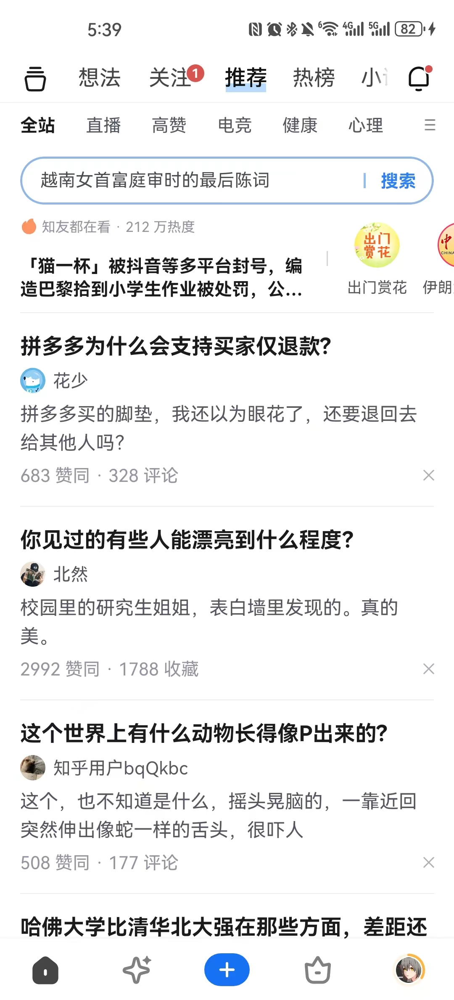 5:39
6
4G
5G
82
想法
关注
1
推荐
热榜
小
全站
直播
高赞
电竞
健康
心理
越南女首富庭审时的最后陈词
搜索
知友都在看 · 212 万热度
「猫一杯」被抖音等多平台封号，编
造巴黎拾到小学生作业被处罚，公...
出门
赏花
出门赏花
中
CHINA
伊朗
拼多多为什么会支持买家仅退款？
花少
拼多多买的脚垫，我还以为眼花了，还要退回去
给其他人吗？
683 赞同 · 328 评论
你见过的有些人能漂亮到什么程度？
北然
校园里的研究生姐姐，表白墙里发现的。真的
美。
2992 赞同 · 1788 收藏
这个世界上有什么动物长得像P出来的？
知乎用户bqQkbc
这个，也不知道是什么，摇头晃脑的，一靠近回
突然伸出像蛇一样的舌头，很吓人
508 赞同 · 177 评论
哈佛大学比清华北大强在那些方面，差距还